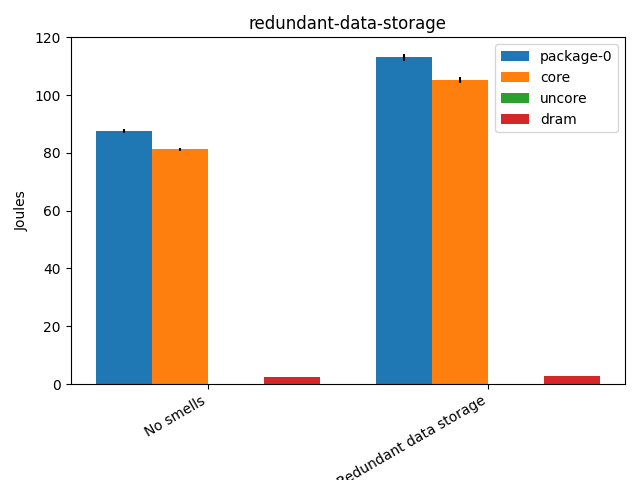 redundant-data-storage
120
100
80
60
40
20
0
Joules
package-0
core
uncore
dram
No smells
Redundant data storage